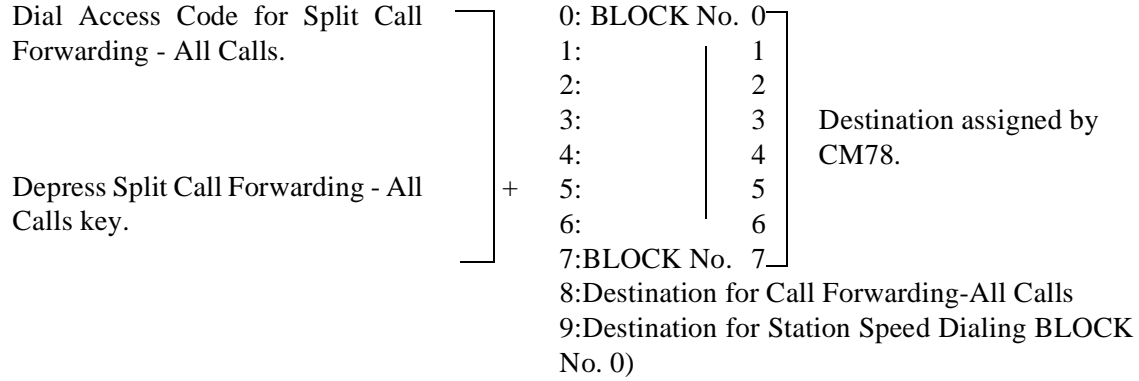 Dial Access Code for Split Call
Forwarding - All Calls.
Depress Split Call Forwarding - All
Calls key.
+
0: BLOCK No. 0
1: 1
2: 2
3: 3
4: 4
5: 5
6: 6
7:BLOCK No. 7
8:Destination for Call Forwarding-All Calls
9:Destination for Station Speed Dialing BLOCK
No. 0)
Destination assigned by
CM78.